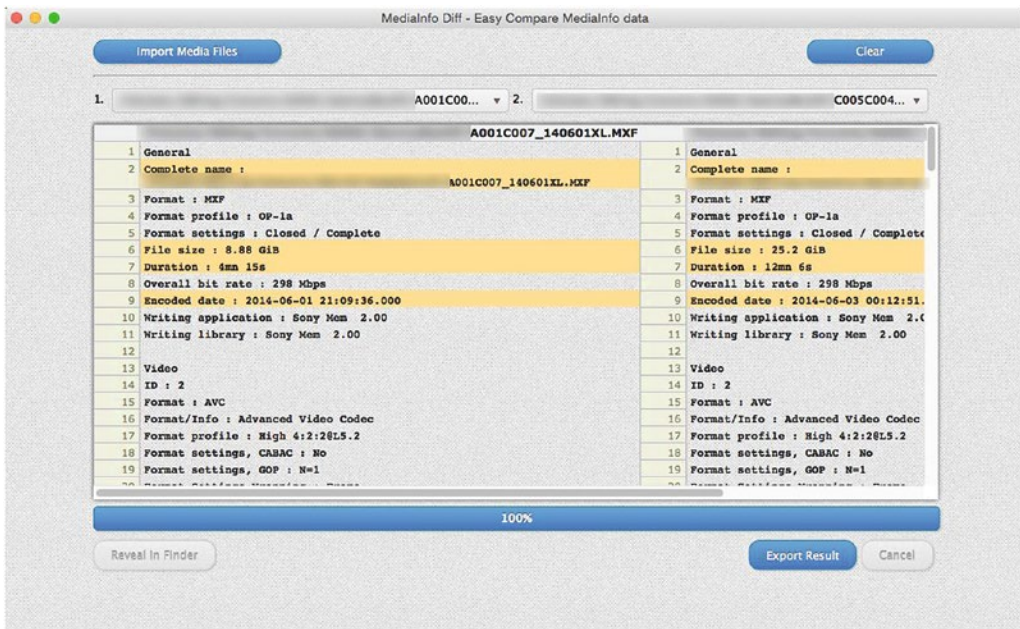 MediaInfo Diff - Easy Compare MediaInfo data
Import Media Files
Clear
1.
A001C00...
2.
C005C004...
A001C007_140601XL.MXF
1 General
2 Complete name :
A001C007_140601XL.MXF
3 Format : MXF
4 Format profile : OP-1a
5 Format settings : Closed / Complete
6 File size : 8.88 GiB
7 Duration : 4mn 15s
8 Overall bit rate : 298 Mbps
9 Encoded date : 2014-06-01 21:09:36.000
10 Writing application : Sony Mem 2.00
11 Writing library : Sony Mem 2.00
12
13 Video
14 ID : 2
15 Format : AVC
16 Format/Info : Advanced Video Codec
17 Format profile : High 4:2:2@L5.2
18 Format settings, CABAC : No
19 Format settings, GOP : N=1
1 General
2 Complete name :
3 Format : MXF
4 Format profile : OP-1a
5 Format settings : Closed / Complete
6 File size : 25.2 GiB
7 Duration : 12mn 6s
8 Overall bit rate : 298 Mbps
9 Encoded date : 2014-06-03 00:12:51.
10 Writing application : Sony Mem 2.0
11 Writing library : Sony Mem 2.00
12
13 Video
14 ID : 2
15 Format : AVC
16 Format/Info : Advanced Video Codec
17 Format profile : High 4:2:2@L5.2
18 Format settings, CABAC : No
19 Format settings, GOP : N=1
100%
Reveal in Finder
Export Result
Cancel